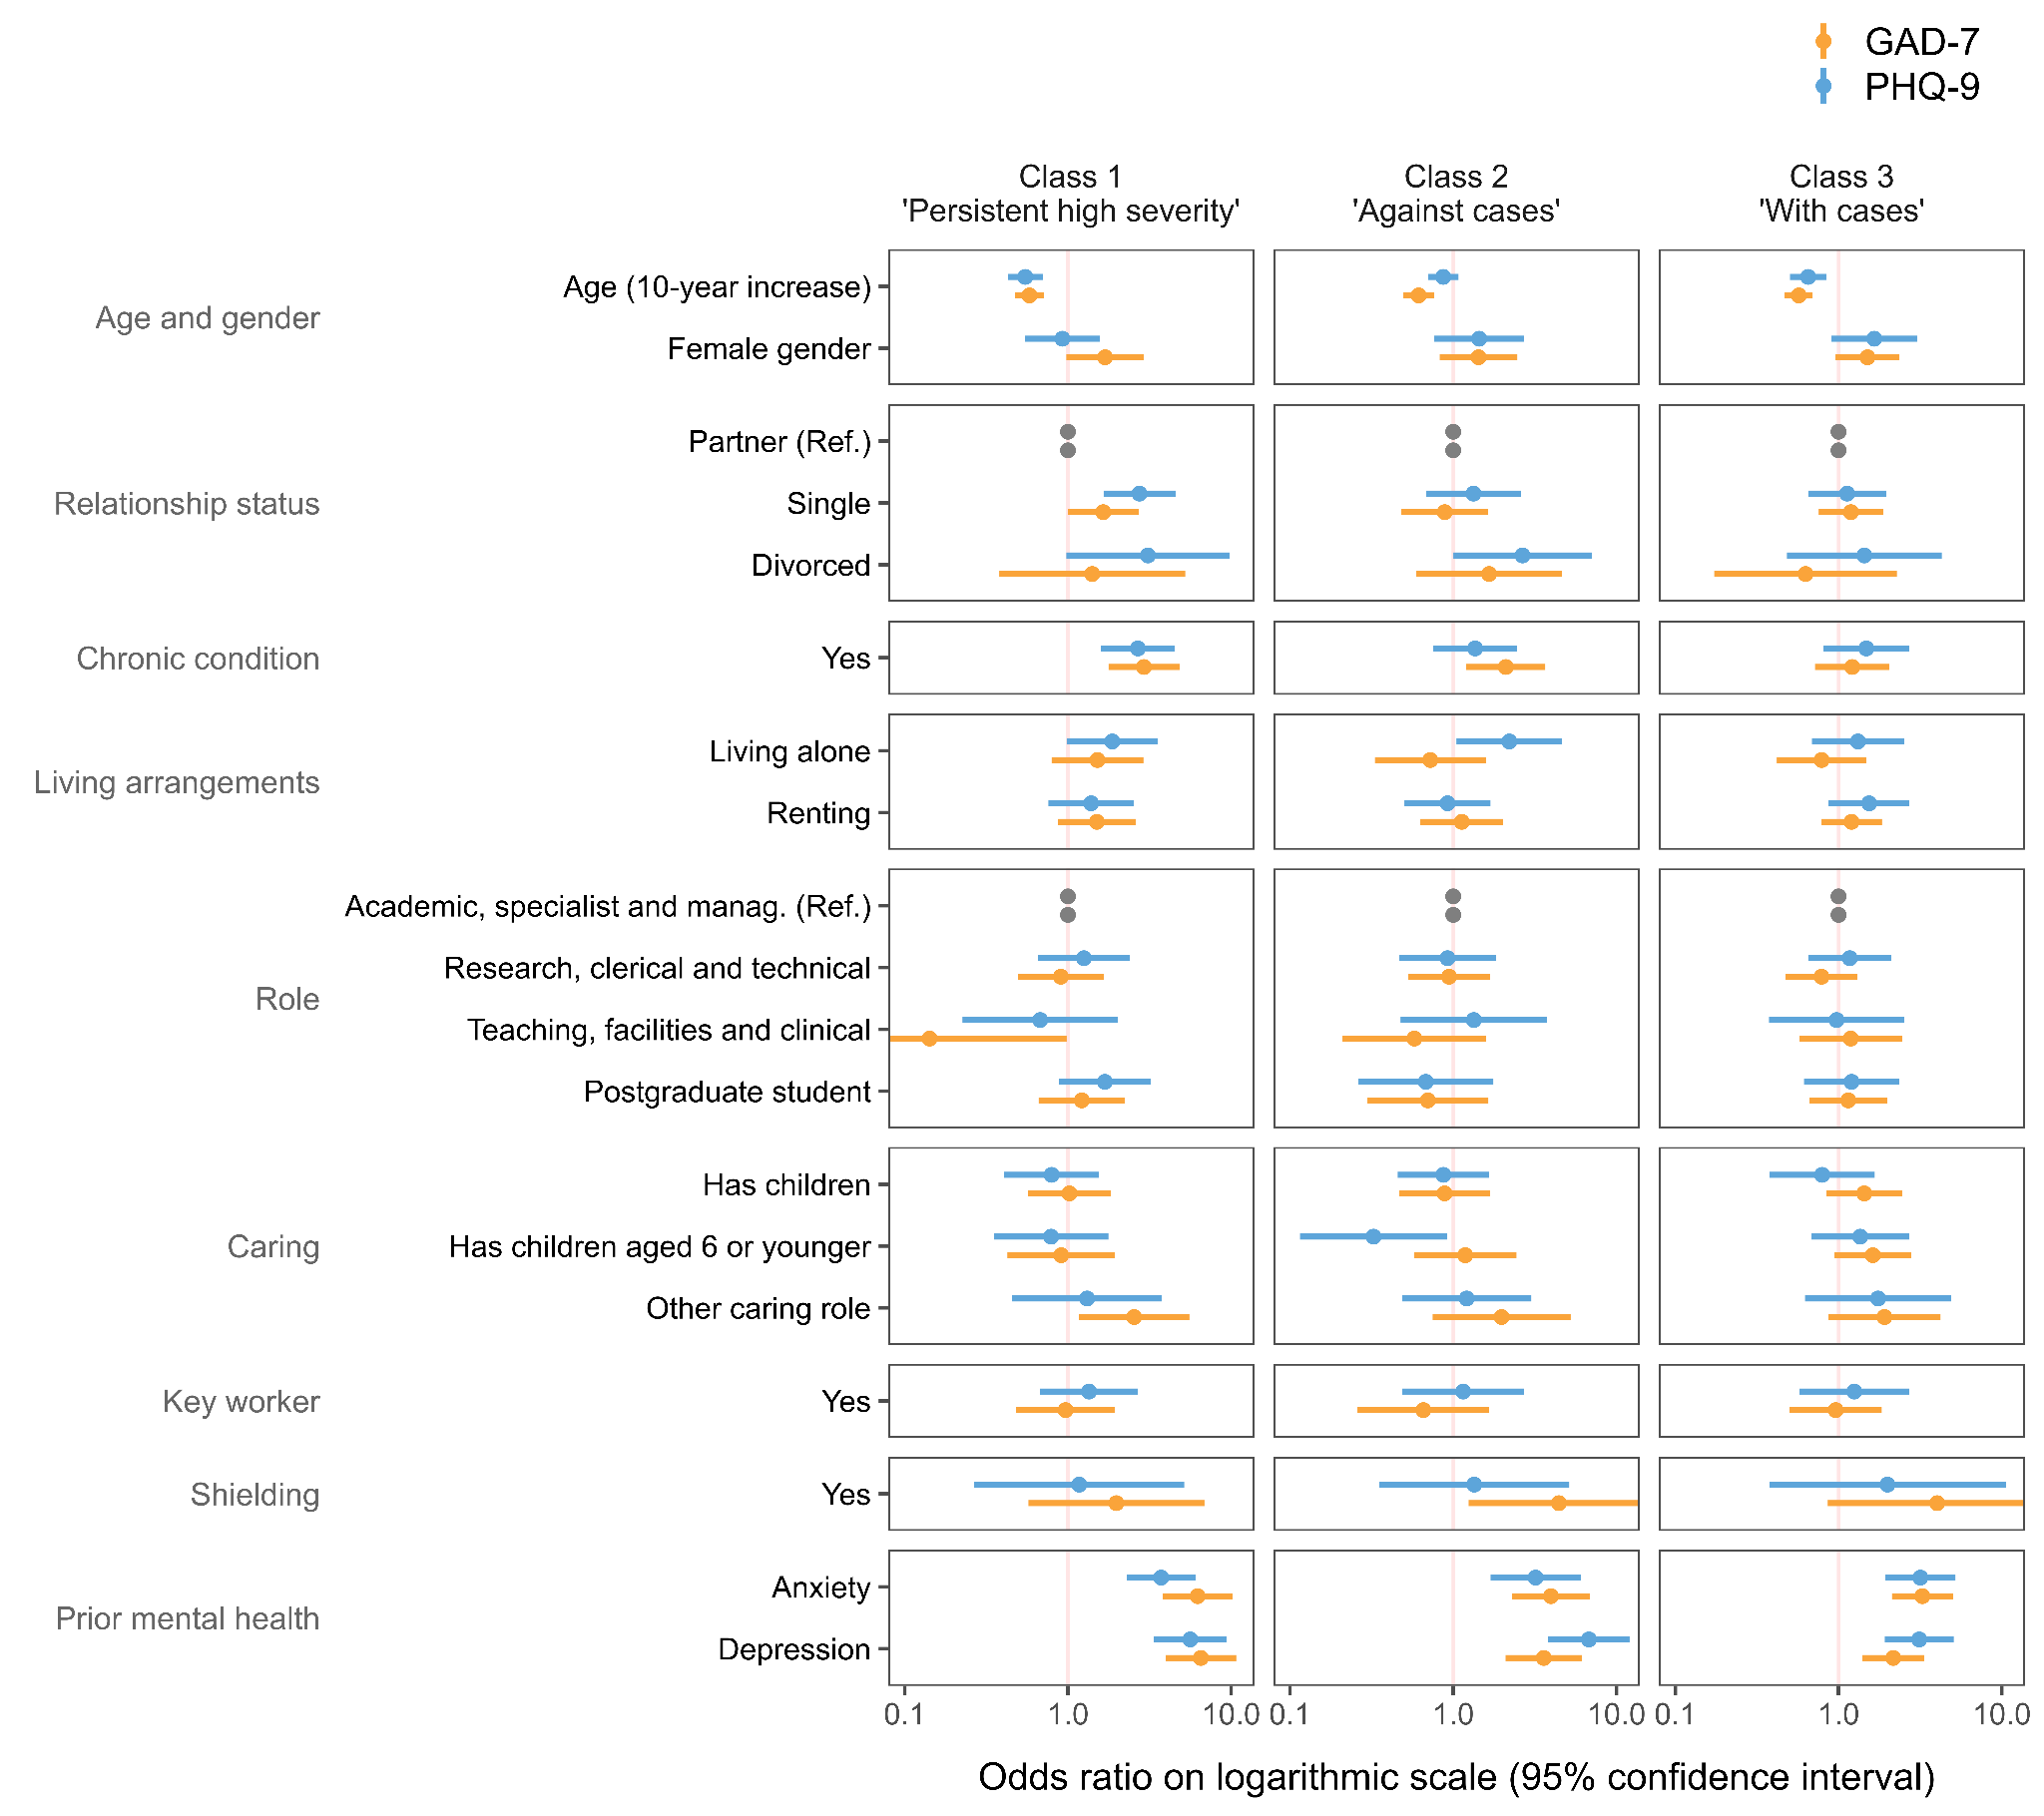 GAD-7
PHQ-9
Class 1
'Persistent high severity'
Class 2
'Against cases'
Class 3
'With cases'
Age and gender
Age (10-year increase)
Female gender
Relationship status
Partner (Ref.)
Single
Divorced
Chronic condition
Yes
Living arrangements
Living alone
Renting
Role
Academic, specialist and manag. (Ref.)
Research, clerical and technical
Teaching, facilities and clinical
Postgraduate student
Caring
Has children
Has children aged 6 or younger
Other caring role
Key worker
Yes
Shielding
Yes
Prior mental health
Anxiety
Depression
0.1 1.0 10.0 0.1 1.0 10.0 0.1 1.0 10.0
Odds ratio on logarithmic scale (95% confidence interval)